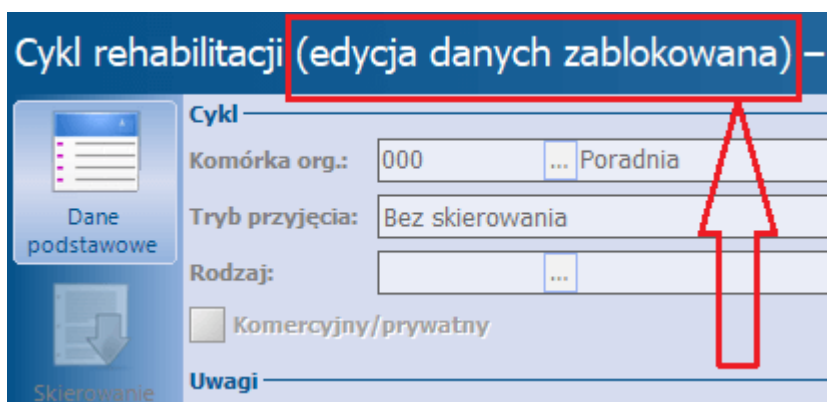 Cykl rehabilitacji (edycja danych zablokowana) –
Cykl
Komórka org.: 000 ... Poradnia
Tryb przyjęcia: Bez skierowania
Rodzaj: ...
Komercyjny/prywatny
Uwagi
Dane
podstawowe
Skierowanie